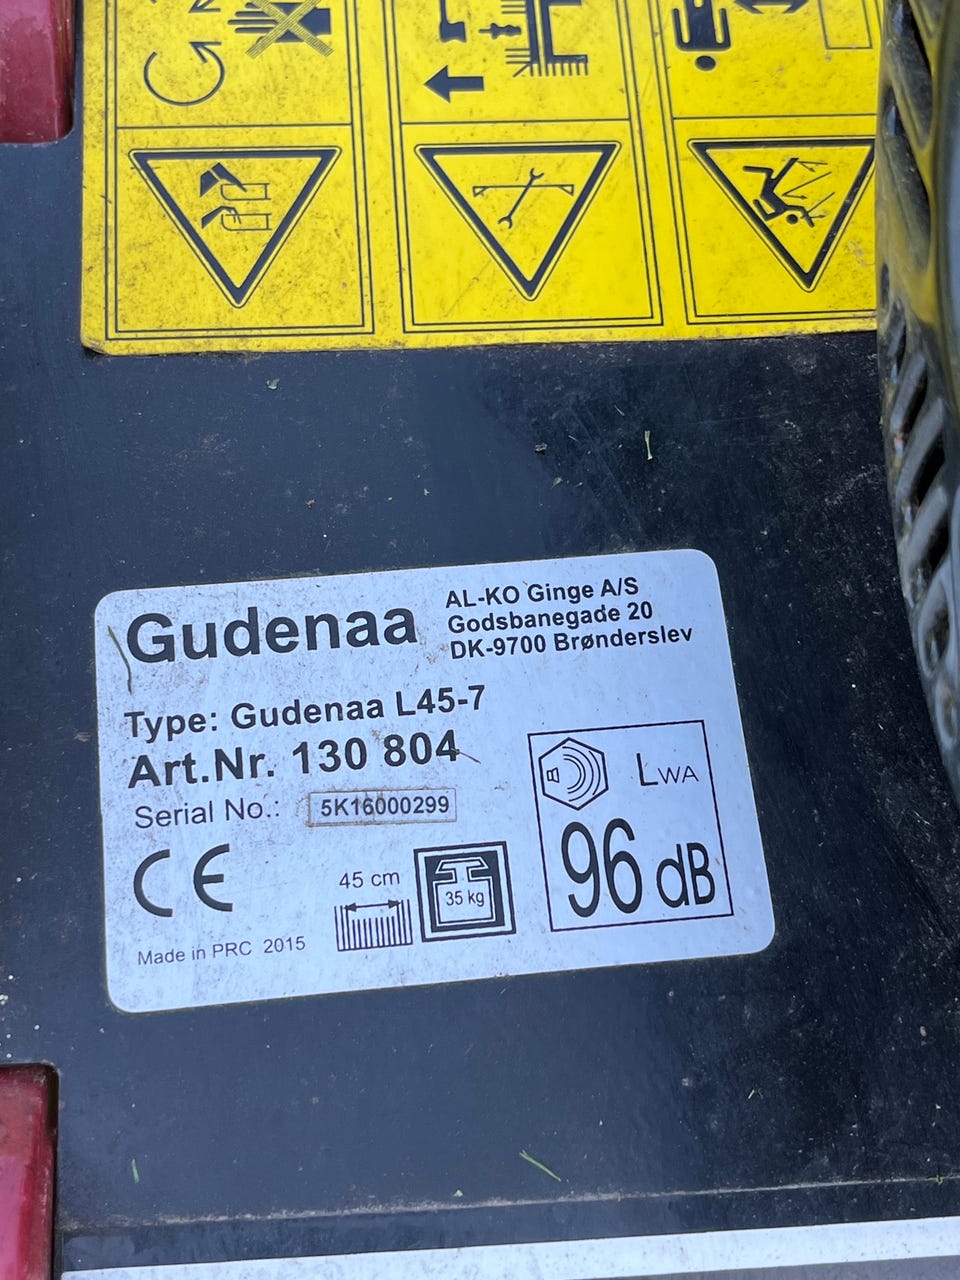 Gudenaa
AL-KO Ginge A/S
Godsbanegade 20
DK-9700 Brønderslev
Type: Gudenaa L45-7
Art.Nr. 130 804
Serial No.: 5K16000299
CE
45 cm
35 kg
LWA
96 dB
Made in PRC 2015